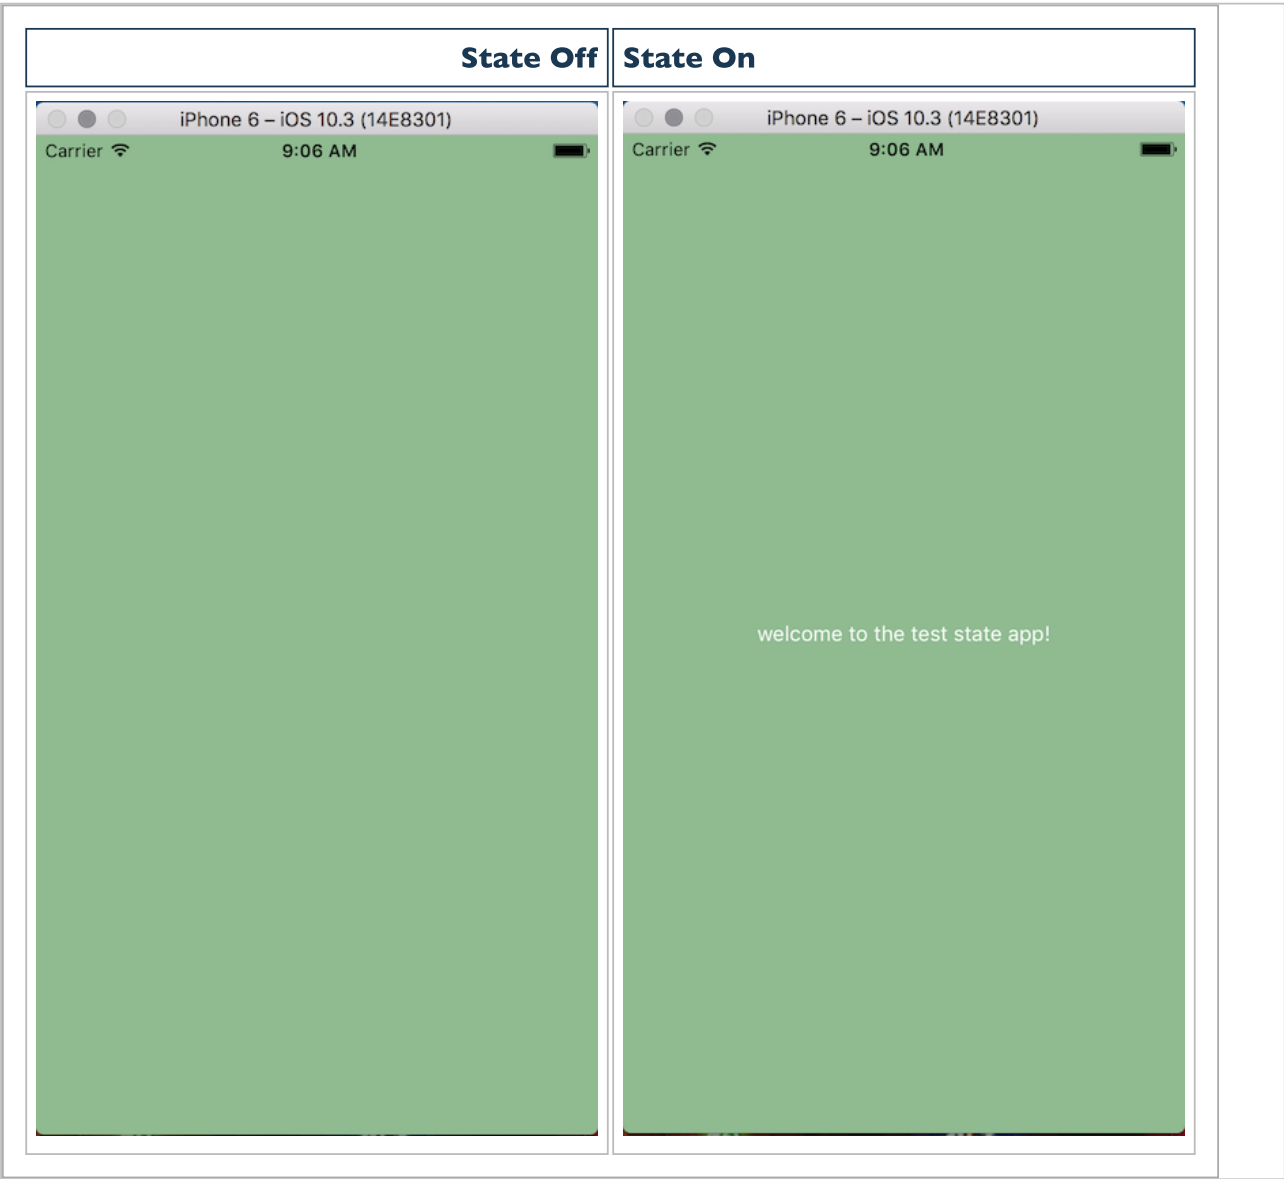 State Off
State On
iPhone 6 – iOS 10.3 (14E8301)
Carrier 9:06 AM
iPhone 6 – iOS 10.3 (14E8301)
Carrier 9:06 AM
welcome to the test state app!